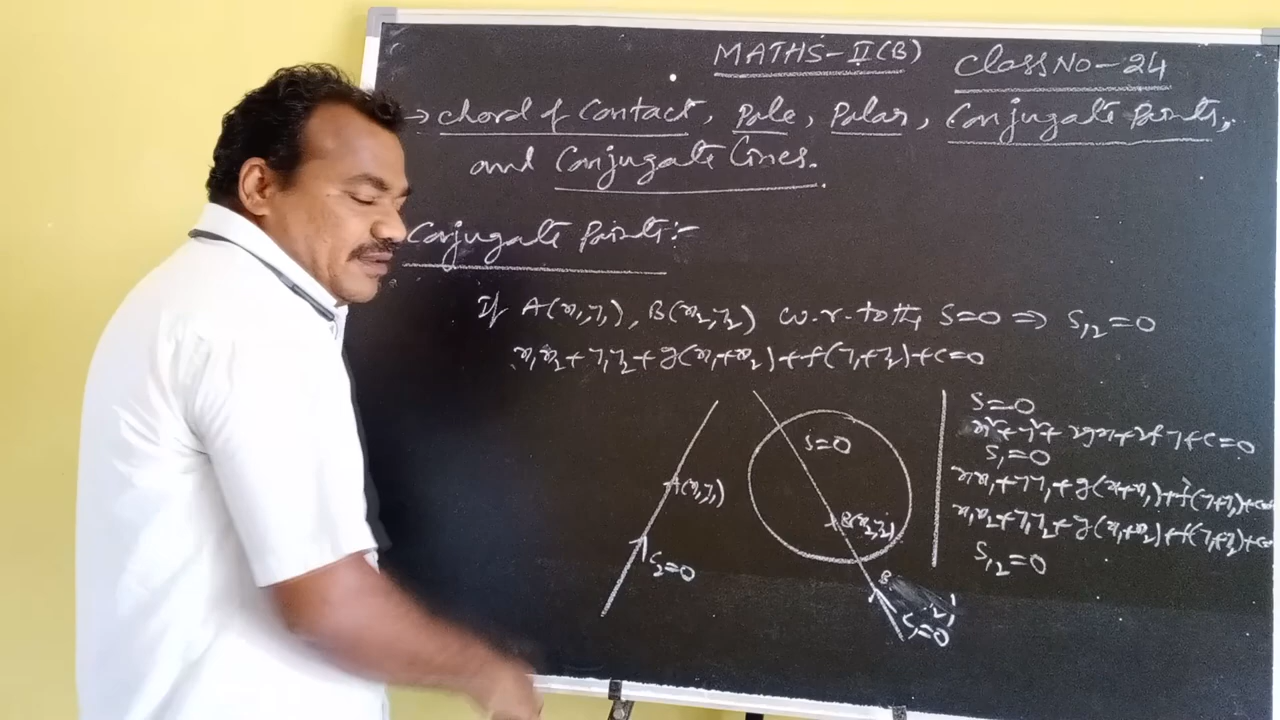 MATHS-II(B) Class No-24
→ Chord of Contact, Pole, Polar, Conjugate Points,
and Conjugate Lines.
Conjugate Points:-
If A(x₁,y₁), B(x₂,y₂) w.r.to the S=0 ⇒ S₁₂=0
x₁x₂+y₁y₂+g(x₁+x₂)+f(y₁+y₂)+c=0
S=0
x²+y²+2gx+2fy+c=0
S₁=0
xx₁+yy₁+g(x+x₁)+f(y+y₁)+c=0
x₁x₂+y₁y₂+g(x₁+x₂)+f(y₁+y₂)+c=0
S₁₂=0
S=0
A(x₁,y₁)
B(x₂,y₂)
S₂=0
S₁=0